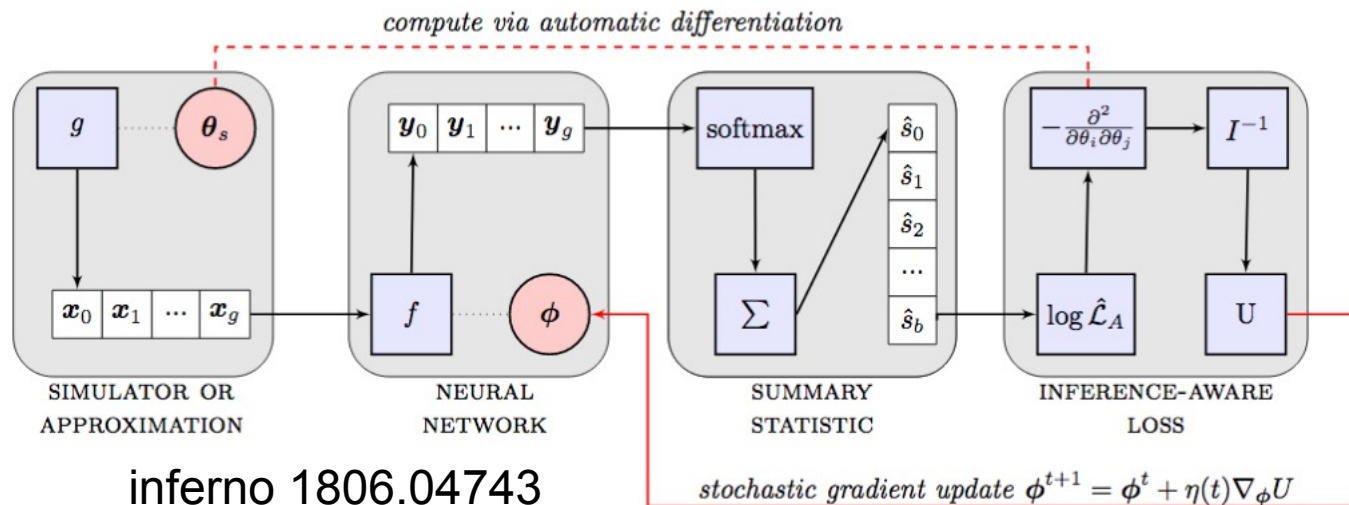 compute via automatic differentiation
g
θ_s
x_0 x_1 ... x_g
SIMULATOR OR
APPROXIMATION
y_0 y_1 ... y_g
f
ϕ
NEURAL
NETWORK
softmax
∑
ŝ_0
ŝ_1
ŝ_2
...
ŝ_b
SUMMARY
STATISTIC
-∂²/∂θ_i∂θ_j
I^{-1}
log L̂_A
U
INFERENCE-AWARE
LOSS
inferno 1806.04743
stochastic gradient update ϕ^{t+1} = ϕ^t + η(t)∇_ϕ U